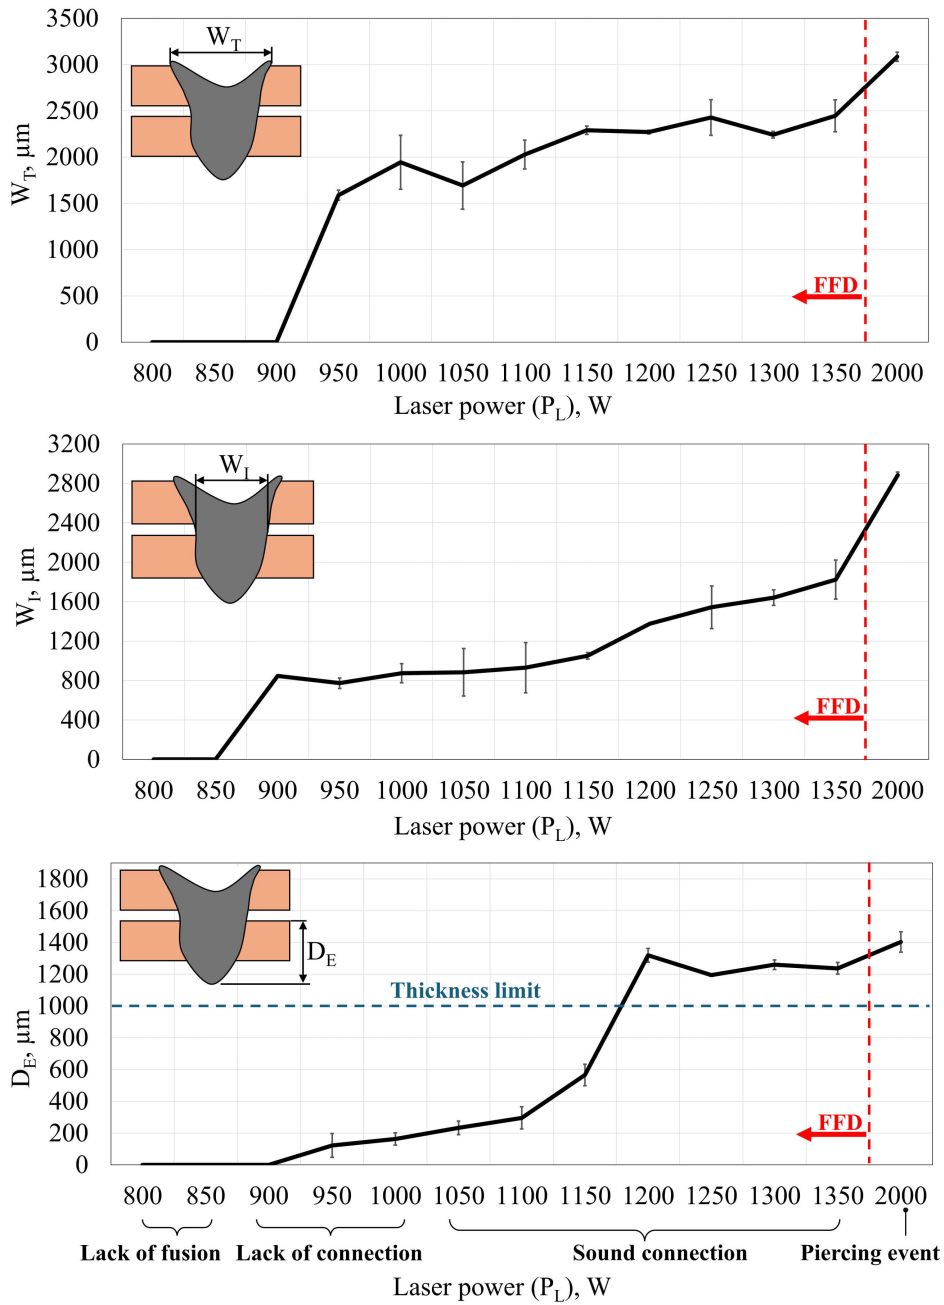 3500
3000
2500
2000
1500
1000
500
0
W_T, µm
W_T
FFD
800 850 900 950 1000 1050 1100 1150 1200 1250 1300 1350 2000
Laser power (P_L), W
3200
2800
2400
2000
1600
1200
800
400
0
W_I, µm
W_I
FFD
800 850 900 950 1000 1050 1100 1150 1200 1250 1300 1350 2000
Laser power (P_L), W
1800
1600
1400
1200
1000
800
600
400
200
0
D_E, µm
D_E
Thickness limit
FFD
800 850 900 950 1000 1050 1100 1150 1200 1250 1300 1350 2000
Lack of fusion Lack of connection Sound connection Piercing event
Laser power (P_L), W